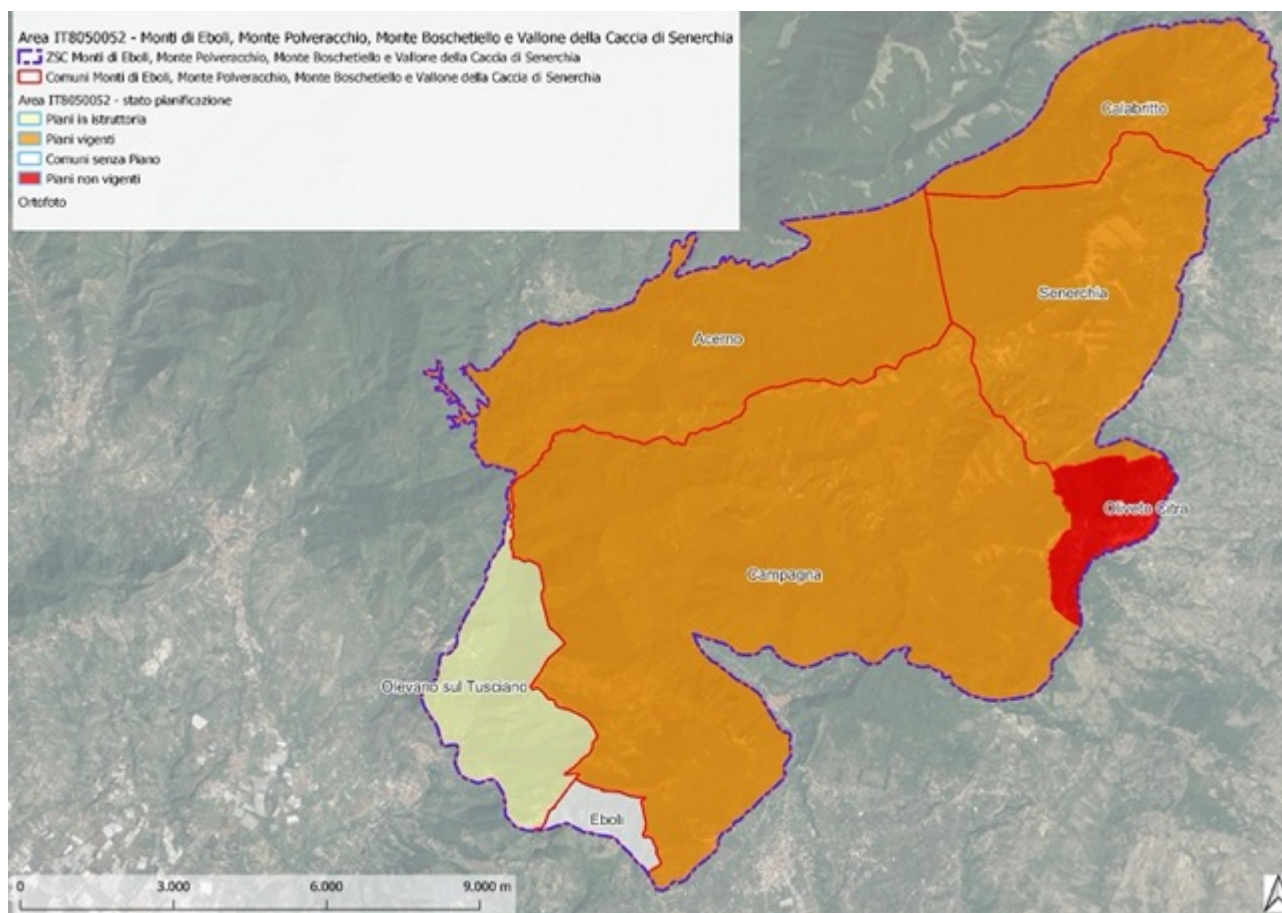 Area IT8050052 - Monti di Eboli, Monte Polveracchio, Monte Boschetiello e Vallone della Caccia di Senerchia
ZSC Monti di Eboli, Monte Polveracchio, Monte Boschetiello e Vallone della Caccia di Senerchia
Comuni Monti di Eboli, Monte Polveracchio, Monte Boschetiello e Vallone della Caccia di Senerchia
Area IT8050052 - stato pianificazione
Piani in istruttoria
Piani vigenti
Comuni senza Piano
Piani non vigenti
Ortofoto
Calabritto
Senerchia
Acerno
Oliveto Citra
Campagna
Olevano sul Tusciano
Eboli
0 3.000 6.000 9.000 m